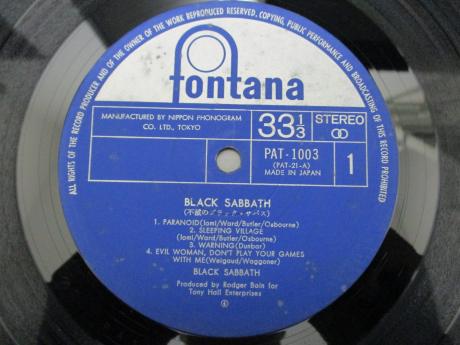 ALL RIGHTS OF THE RECORD PRODUCER AND OF THE OWNER OF THE WORK REPRODUCED RESERVED. COPYING, PUBLIC PERFORMANCE AND BROADCASTING OF THIS RECORD PROHIBITED
fontana
MANUFACTURED BY NIPPON PHONOGRAM
CO. LTD., TOKYO
33 1/3
STEREO
PAT-1003
(PAT-21-A)
MADE IN JAPAN
1
BLACK SABBATH
(不滅のブラック・サバス)
1. PARANOID(Iomi/Ward/Butler/Osbourne)
2. SLEEPING VILLAGE
(Iomi/Ward/Butler/Osbourne)
3. WARNING(Dunbar)
4. EVIL WOMAN, DON'T PLAY YOUR GAMES
WITH ME(Weigoud/Waggoner)
BLACK SABBATH
Produced by Rodger Bain for
Tony Hall Enterprises